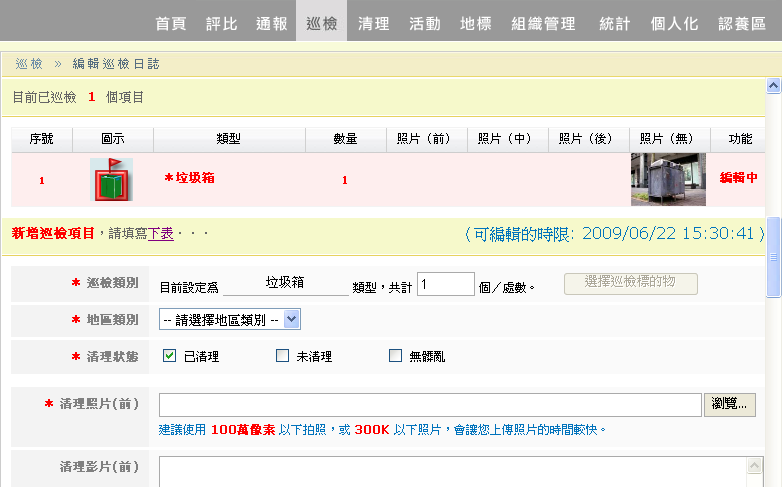 首頁 評比 通報 巡檢 清理 活動 地標 組織管理 統計 個人化 認養區
巡檢 » 編輯巡檢日誌
目前已巡檢 1 個項目
序號 圖示 類型 數量 照片（前） 照片（中） 照片（後） 照片（無） 功能
1 *垃圾箱 1 編輯中
新增巡檢項目，請填寫下表‧‧‧ （可編輯的時限: 2009/06/22 15:30:41）
* 巡檢類別 目前設定為 垃圾箱 類型，共計 1 個／處數。 選擇巡檢標的物
* 地區類別 -- 請選擇地區類別 --
* 清理狀態 已清理 未清理 無髒亂
* 清理照片(前) 瀏覽...
建議使用 100萬像素 以下拍照，或 300K 以下照片，會讓您上傳照片的時間較快。
清理影片(前)